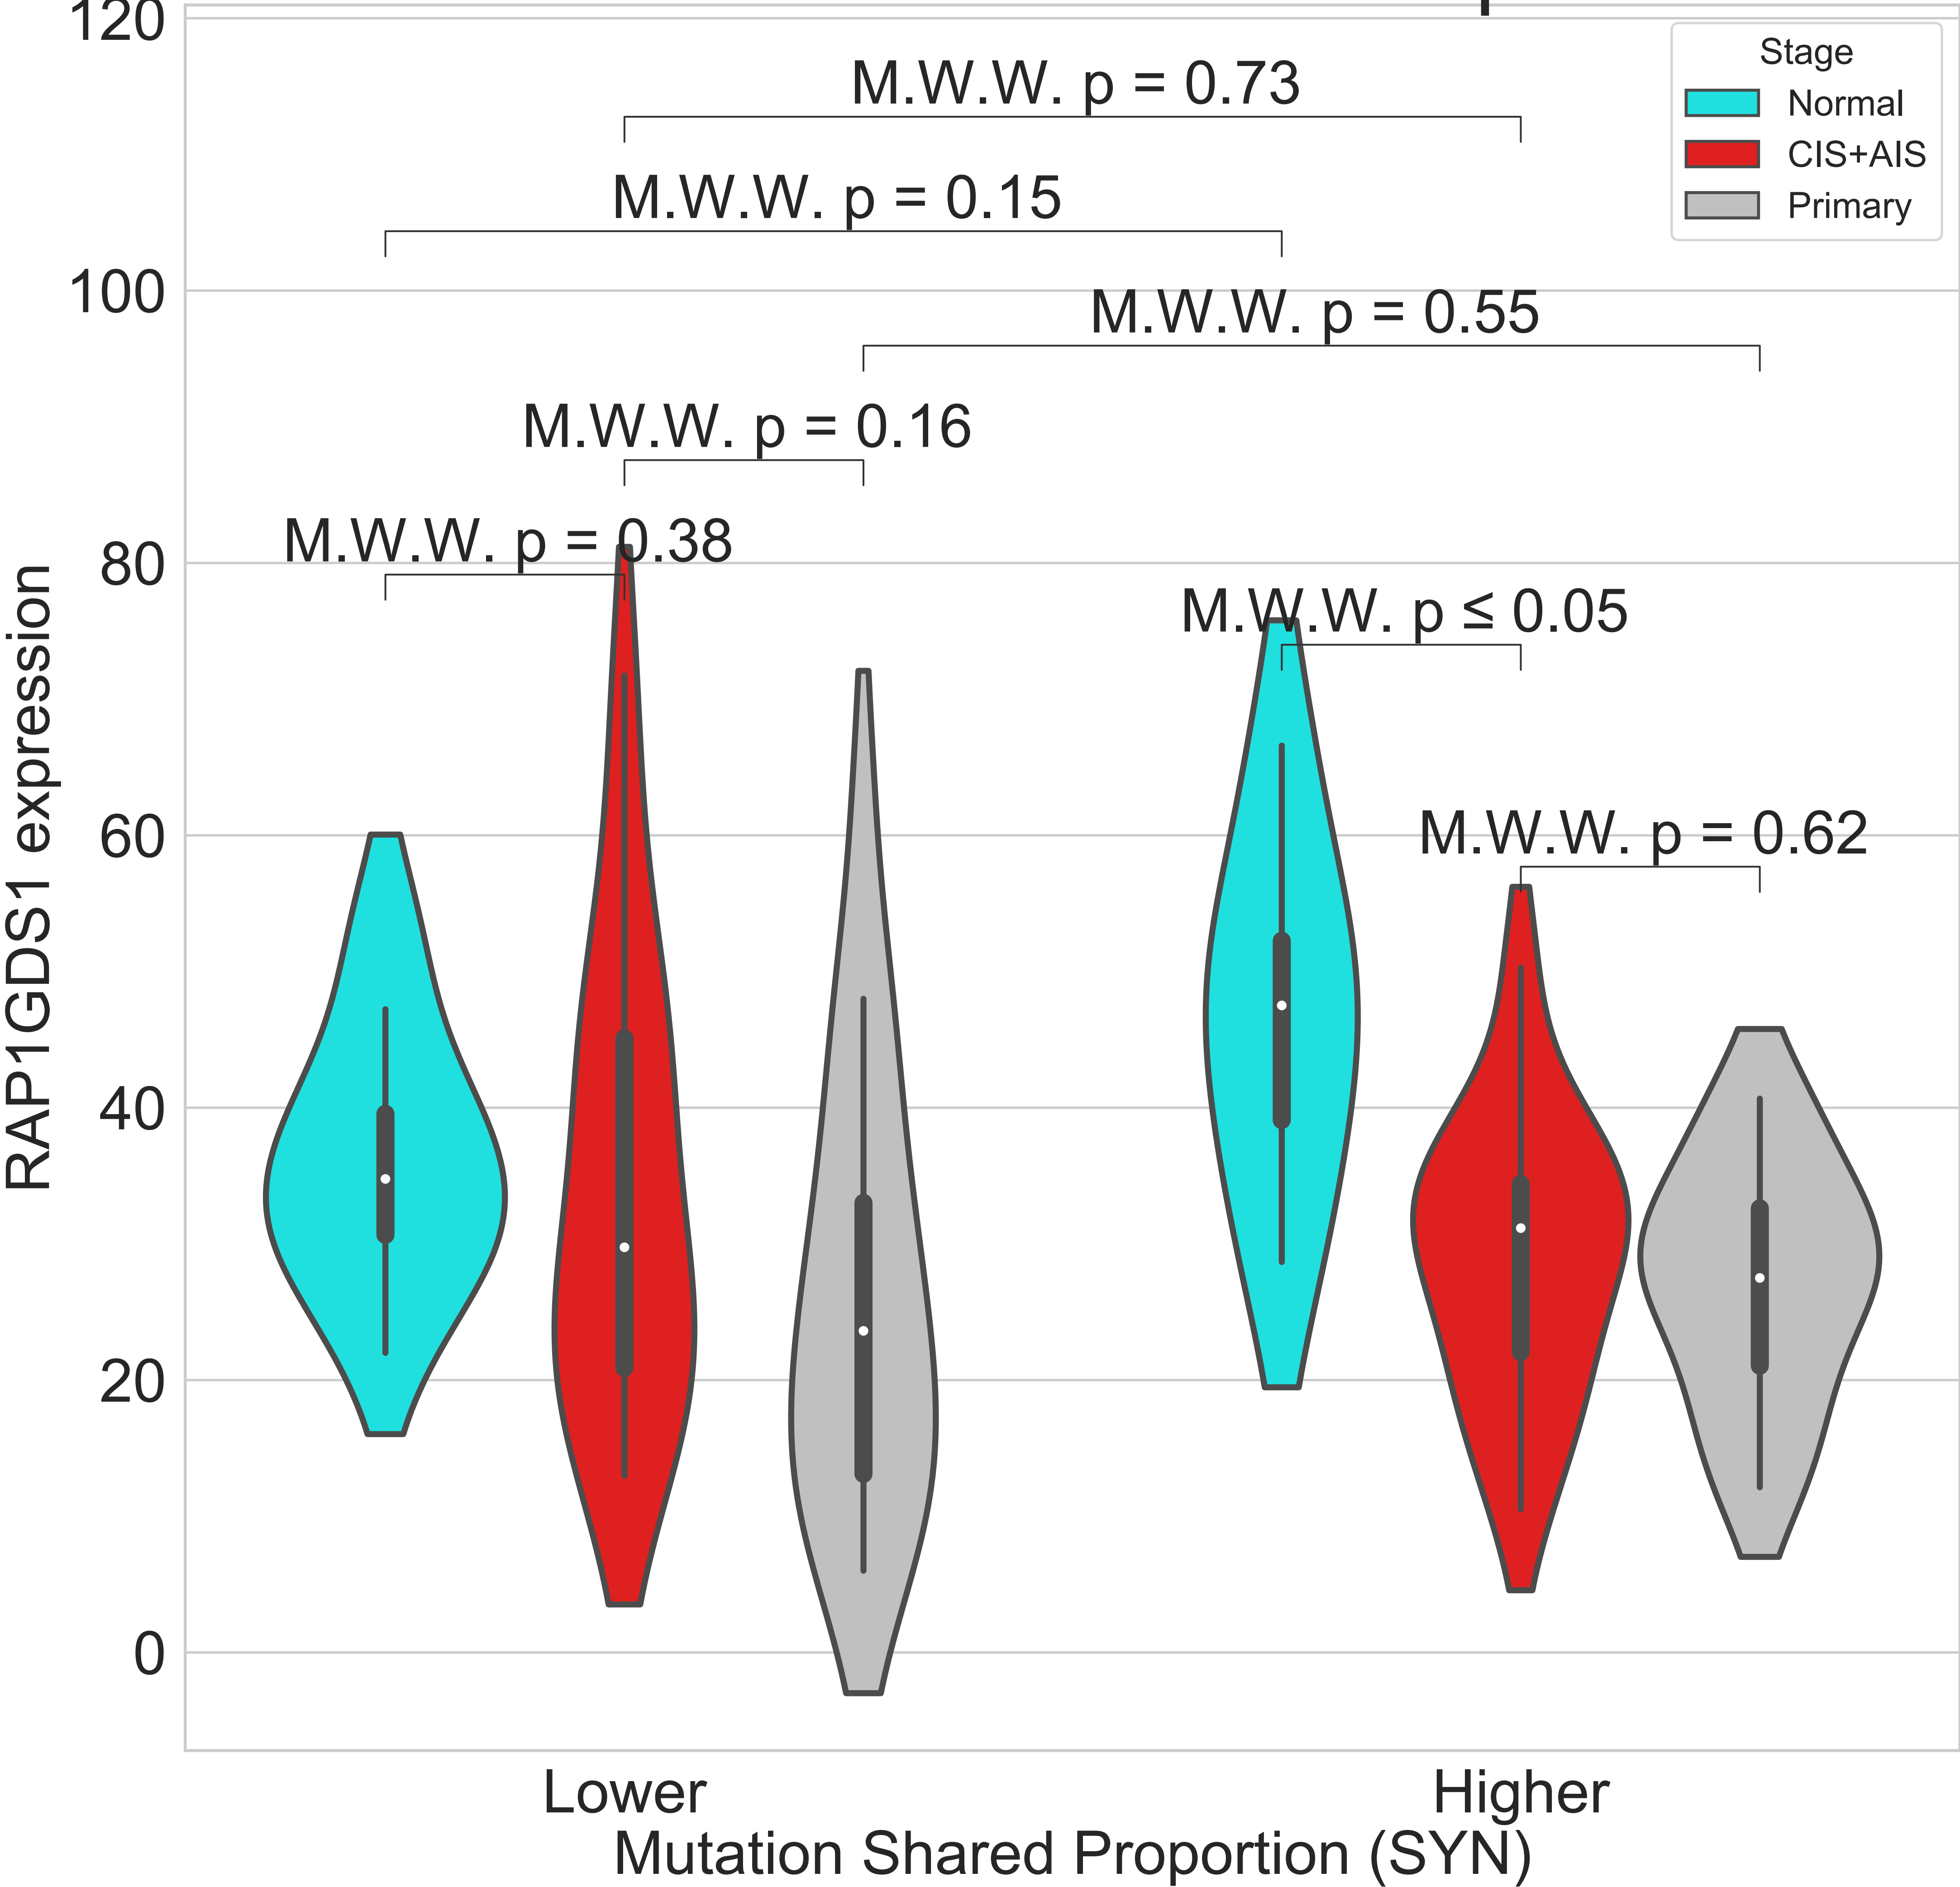 120
100
80
60
40
20
0
RAP1GDS1 expression
M.W.W. p = 0.73
M.W.W. p = 0.15
M.W.W. p = 0.55
M.W.W. p = 0.16
M.W.W. p = 0.38
M.W.W. p ≤ 0.05
M.W.W. p = 0.62
Stage
Normal
CIS+AIS
Primary
Lower
Higher
Mutation Shared Proportion (SYN)